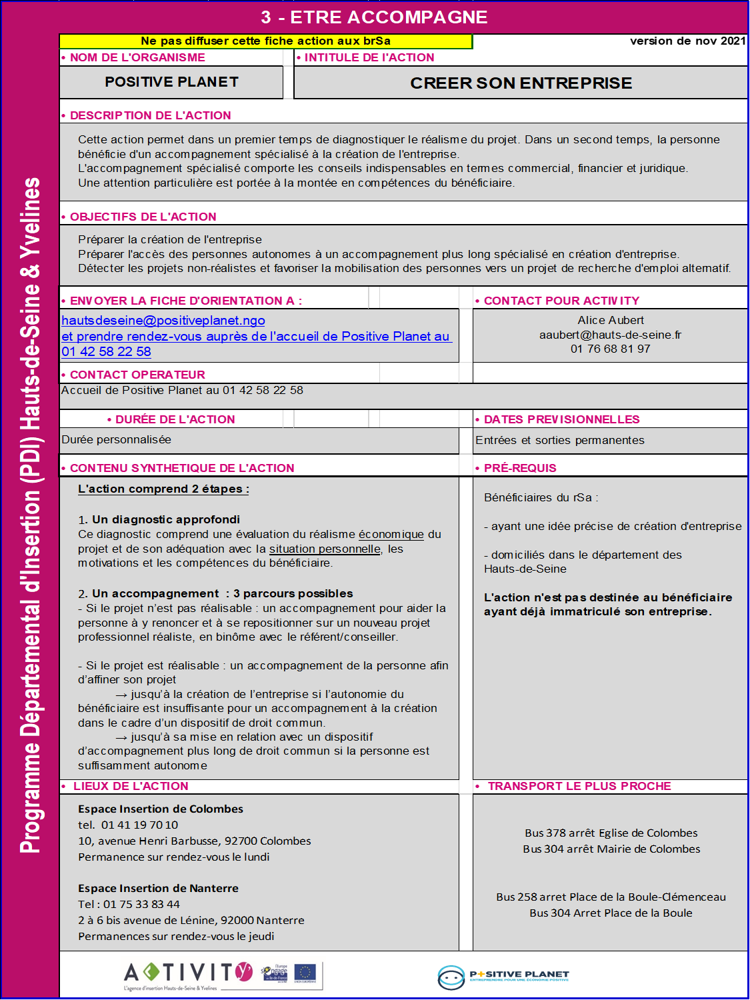 3 - ETRE ACCOMPAGNE
Ne pas diffuser cette fiche action aux brSa
version de nov 2021
• NOM DE L'ORGANISME
• INTITULE DE l'ACTION
POSITIVE PLANET
CREER SON ENTREPRISE
• DESCRIPTION DE L'ACTION
Cette action permet dans un premier temps de diagnostiquer le réalisme du projet. Dans un second temps, la personne
bénéficie d'un accompagnement spécialisé à la création de l'entreprise.
L'accompagnement spécialisé comporte les conseils indispensables en termes commercial, financier et juridique.
Une attention particulière est portée à la montée en compétences du bénéficiaire.
• OBJECTIFS DE L'ACTION
Préparer la création de l'entreprise
Préparer l'accès des personnes autonomes à un accompagnement plus long spécialisé en création d'entreprise.
Détecter les projets non-réalistes et favoriser la mobilisation des personnes vers un projet de recherche d'emploi alternatif.
• ENVOYER LA FICHE D'ORIENTATION A :
• CONTACT POUR ACTIVITY
hautsdeseine@positiveplanet.ngo
et prendre rendez-vous auprès de l'accueil de Positive Planet au
01 42 58 22 58
Alice Aubert
aaubert@hauts-de-seine.fr
01 76 68 81 97
• CONTACT OPERATEUR
Accueil de Positive Planet au 01 42 58 22 58
• DURÉE DE L'ACTION
• DATES PREVISIONNELLES
Durée personnalisée
Entrées et sorties permanentes
• CONTENU SYNTHETIQUE DE L'ACTION
• PRÉ-REQUIS
L'action comprend 2 étapes :
1. Un diagnostic approfondi
Ce diagnostic comprend une évaluation du réalisme économique du
projet et de son adéquation avec la situation personnelle, les
motivations et les compétences du bénéficiaire.
2. Un accompagnement : 3 parcours possibles
- Si le projet n’est pas réalisable : un accompagnement pour aider la
personne à y renoncer et à se repositionner sur un nouveau projet
professionnel réaliste, en binôme avec le référent/conseiller.
- Si le projet est réalisable : un accompagnement de la personne afin
d’affiner son projet
→ jusqu’à la création de l’entreprise si l’autonomie du
bénéficiaire est insuffisante pour un accompagnement à la création
dans le cadre d’un dispositif de droit commun.
→ jusqu’à sa mise en relation avec un dispositif
d’accompagnement plus long de droit commun si la personne est
suffisamment autonome
Bénéficiaires du rSa :
- ayant une idée précise de création d'entreprise
- domiciliés dans le département des
Hauts-de-Seine
L'action n'est pas destinée au bénéficiaire
ayant déjà immatriculé son entreprise.
• LIEUX DE L'ACTION
• TRANSPORT LE PLUS PROCHE
Espace Insertion de Colombes
tel. 01 41 19 70 10
10, avenue Henri Barbusse, 92700 Colombes
Permanence sur rendez-vous le lundi
Bus 378 arrêt Eglise de Colombes
Bus 304 arrêt Mairie de Colombes
Espace Insertion de Nanterre
Tel : 01 75 33 83 44
2 à 6 bis avenue de Lénine, 92000 Nanterre
Permanences sur rendez-vous le jeudi
Bus 258 arret Place de la Boule-Clémenceau
Bus 304 Arret Place de la Boule
Programme Départemental d'Insertion (PDI) Hauts-de-Seine & Yvelines
ACTIVITY
L'agence d'insertion Hauts-de-Seine & Yvelines
l'Europe
s'engage
UNION EUROPÉENNE
P+SITIVE PLANET
ENTREPRENDRE POUR UNE ÉCONOMIE POSITIVE